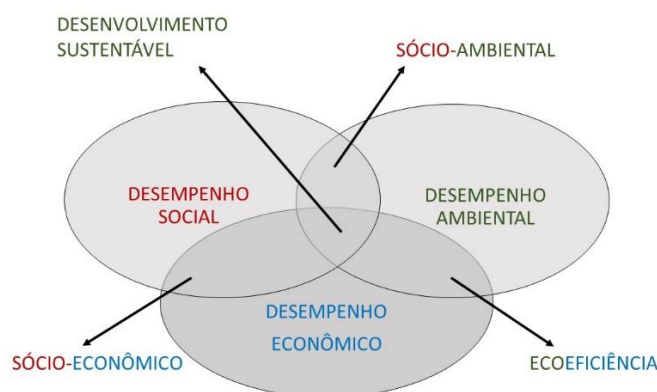 DESENVOLVIMENTO
SUSTENTÁVEL
SÓCIO-AMBIENTAL
DESEMPENHO
SOCIAL
DESEMPENHO
AMBIENTAL
DESEMPENHO
ECONÔMICO
SÓCIO-ECONÔMICO
ECOEFICIÊNCIA